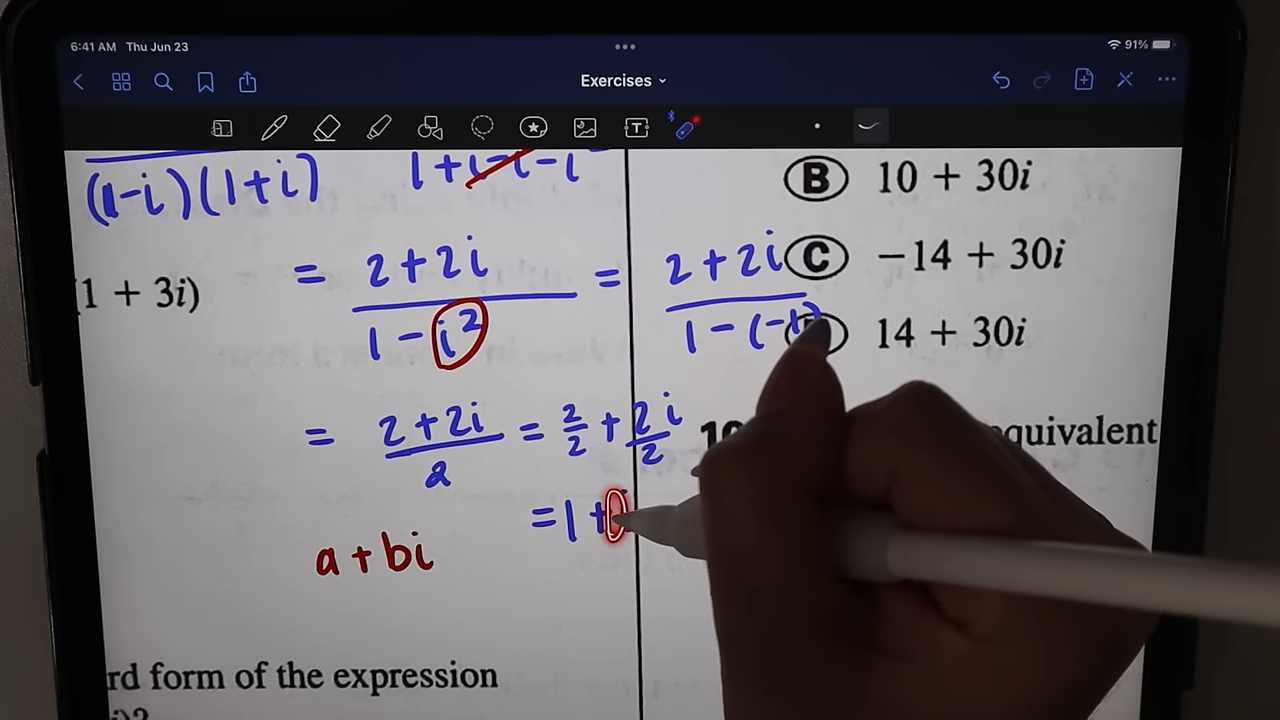 6:41 AM Thu Jun 23
91%
Exercises
T
(1-i)(1+i)
1+i-i-i
B 10 + 30i
(1 + 3i)
= 2+2i / 1-i² = 2+2i / 1-(-1)
C −14 + 30i
14 + 30i
= 2+2i / 2 = 2/2 + 2i/2
equivalent
=1+
a+bi
rd form of the expression